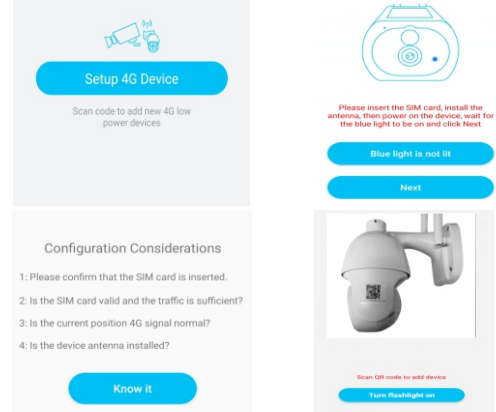 Setup 4G Device
Scan code to add new 4G low
power devices
Please insert the SIM card, install the
antenna, then power on the device, wait for
the blue light to be on and click Next
Blue light is not lit
Next
Configuration Considerations
1: Please confirm that the SIM card is inserted.
2: Is the SIM card valid and the traffic is sufficient?
3: Is the current position 4G signal normal?
4: Is the device antenna installed?
Know it
Scan QR code to add device
Turn flashlight on